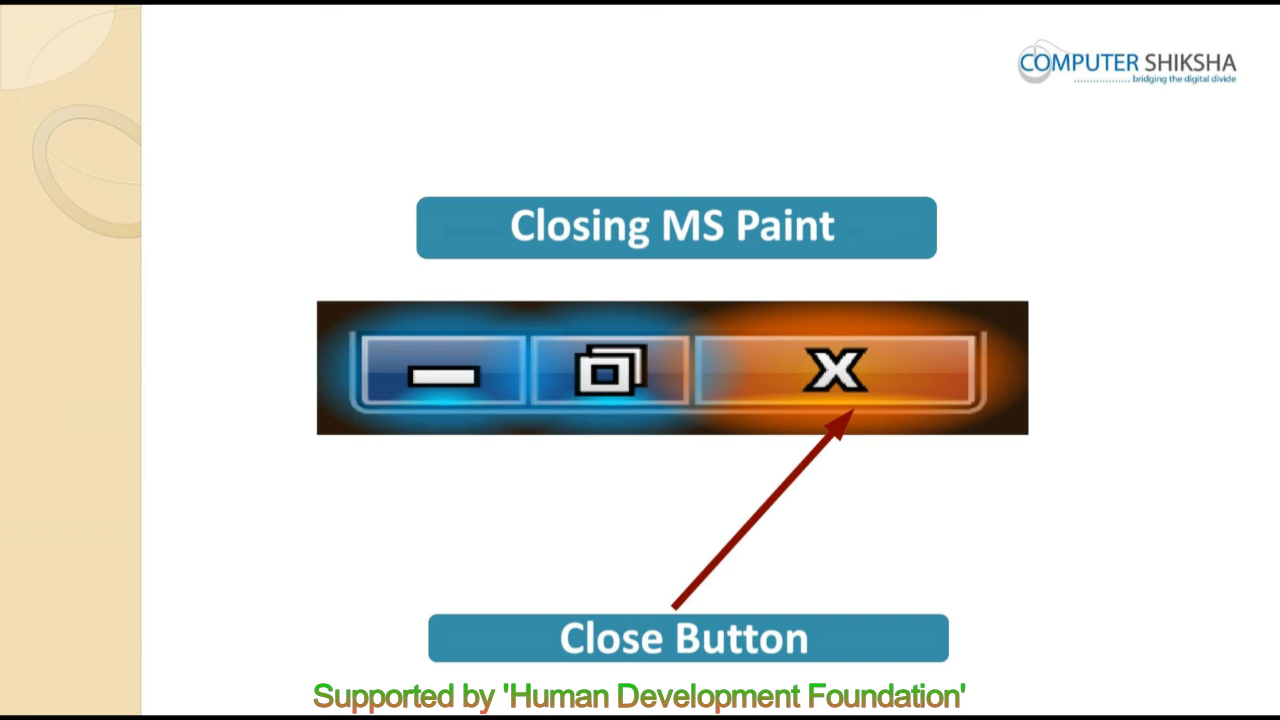 COMPUTER SHIKSHA
bridging the digital divide
Closing MS Paint
Close Button
Supported by 'Human Development Foundation'